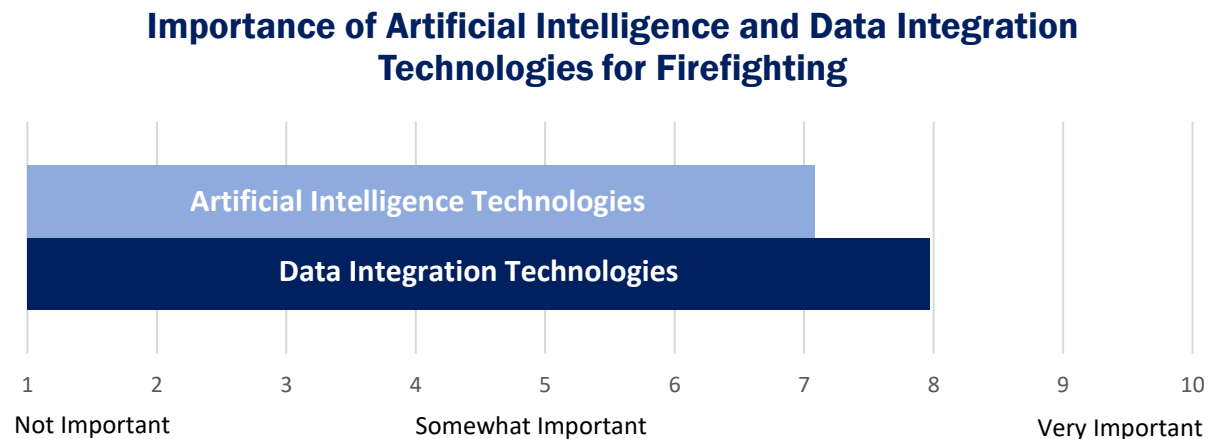 Importance of Artificial Intelligence and Data Integration
Technologies for Firefighting
Artificial Intelligence Technologies
Data Integration Technologies
1 2 3 4 5 6 7 8 9 10
Not Important Somewhat Important Very Important